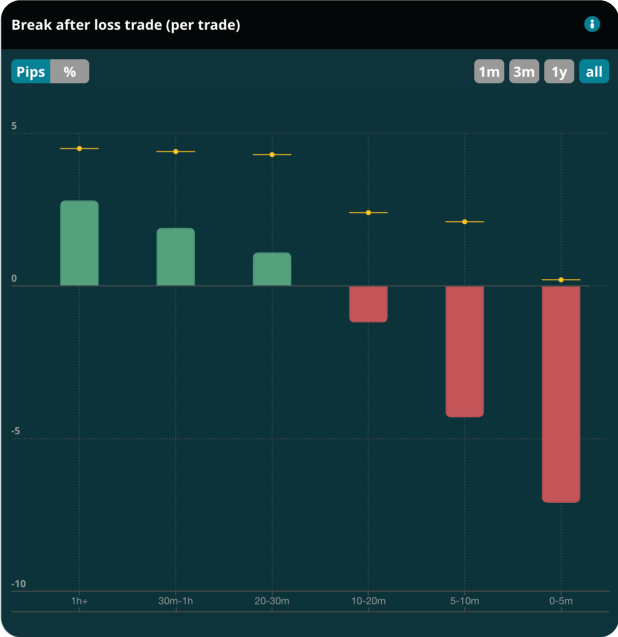 Break after loss trade (per trade)
Pips % 1m 3m 1y all
5
0
-5
-10
1h+ 30m-1h 20-30m 10-20m 5-10m 0-5m